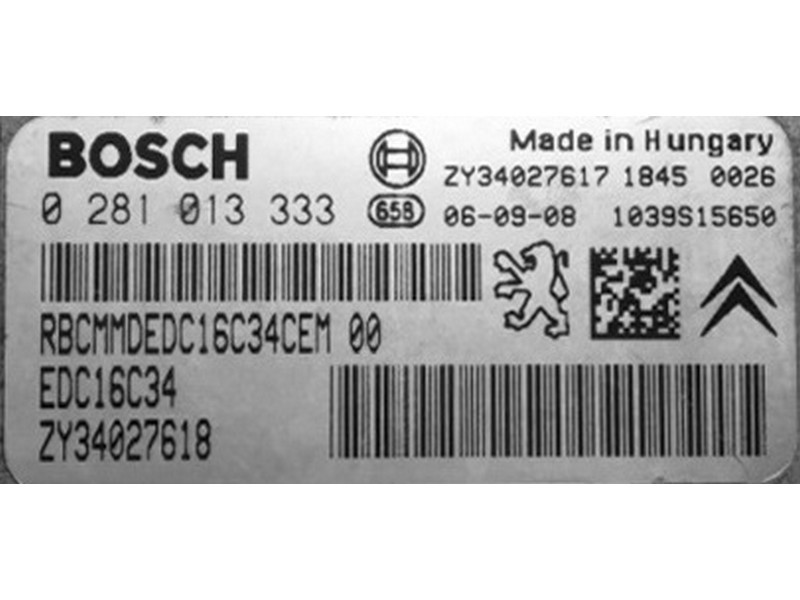 BOSCH
Made in Hungary
ZY34027617 1845 0026
0 281 013 333
658
06-09-08 1039S15650
RBCMMDEDC16C34CEM 00
EDC16C34
ZY34027618